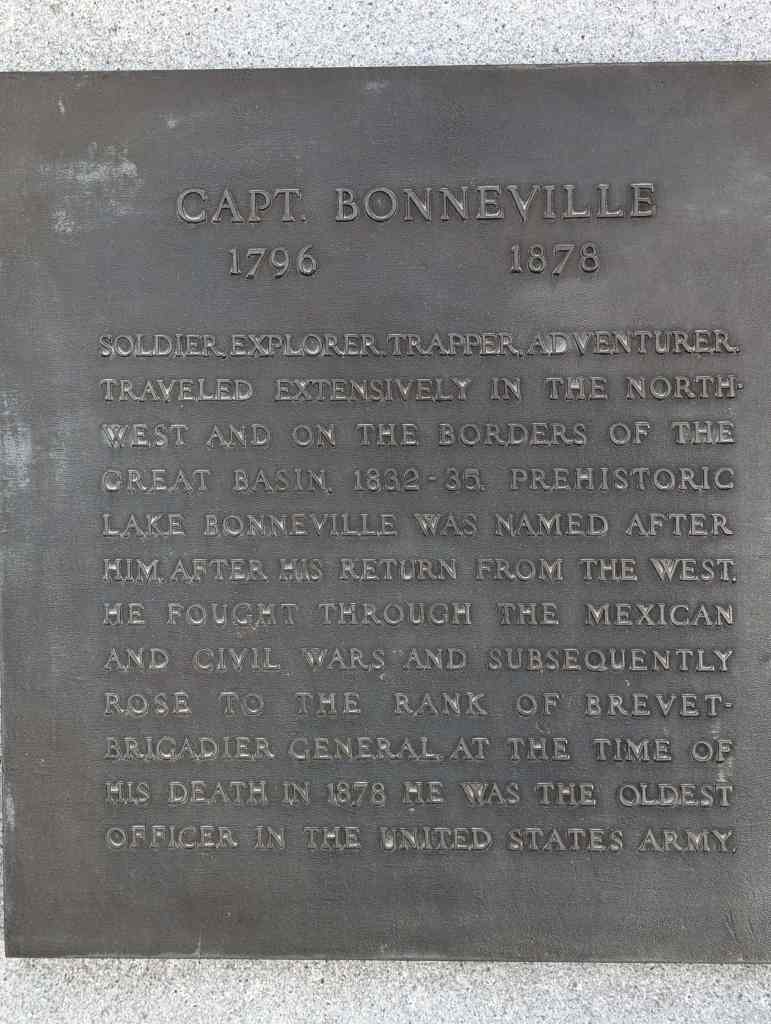 CAPT. BONNEVILLE
1796 1878
SOLDIER, EXPLORER, TRAPPER, ADVENTURER.
TRAVELED EXTENSIVELY IN THE NORTH-
WEST AND ON THE BORDERS OF THE
GREAT BASIN, 1832-35. PREHISTORIC
LAKE BONNEVILLE WAS NAMED AFTER
HIM. AFTER HIS RETURN FROM THE WEST,
HE FOUGHT THROUGH THE MEXICAN
AND CIVIL WARS AND SUBSEQUENTLY
ROSE TO THE RANK OF BREVET-
BRIGADIER GENERAL. AT THE TIME OF
HIS DEATH IN 1878 HE WAS THE OLDEST
OFFICER IN THE UNITED STATES ARMY.